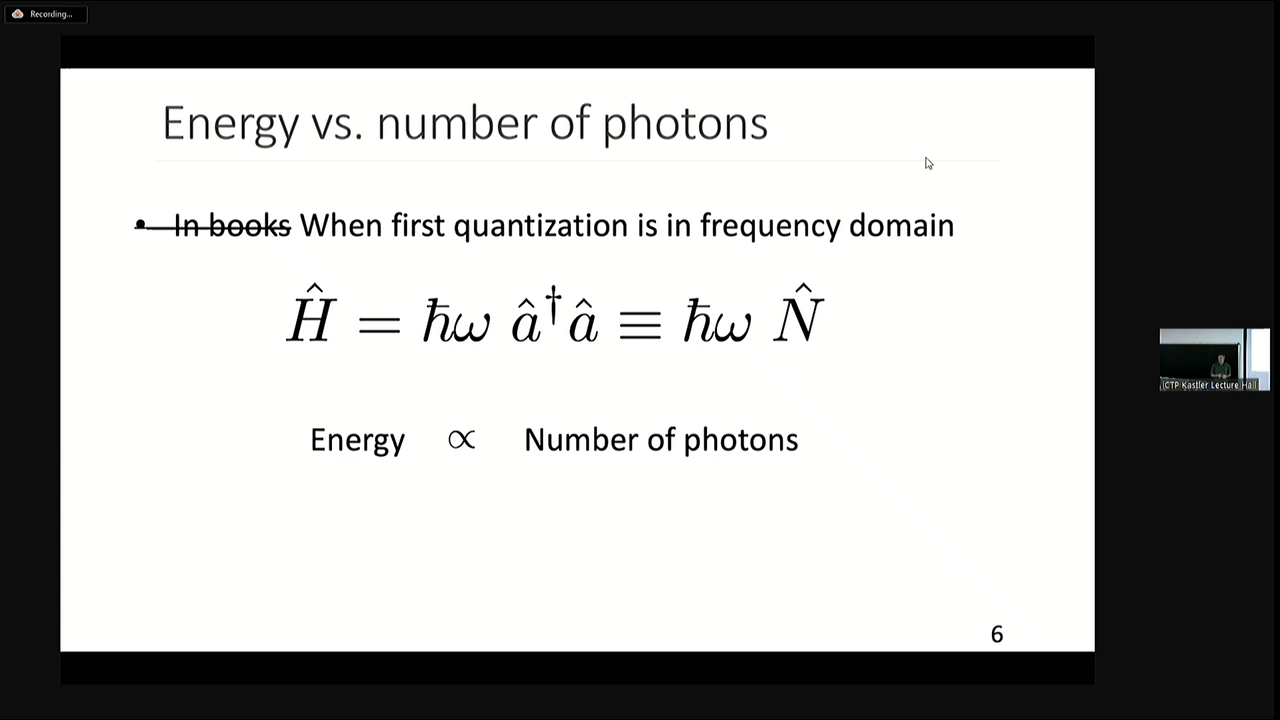 Recording...
Energy vs. number of photons
• In books When first quantization is in frequency domain
Ĥ = ħω â†â ≡ ħω N̂
Energy ∝ Number of photons
ICTP Kastler Lecture Hall
6